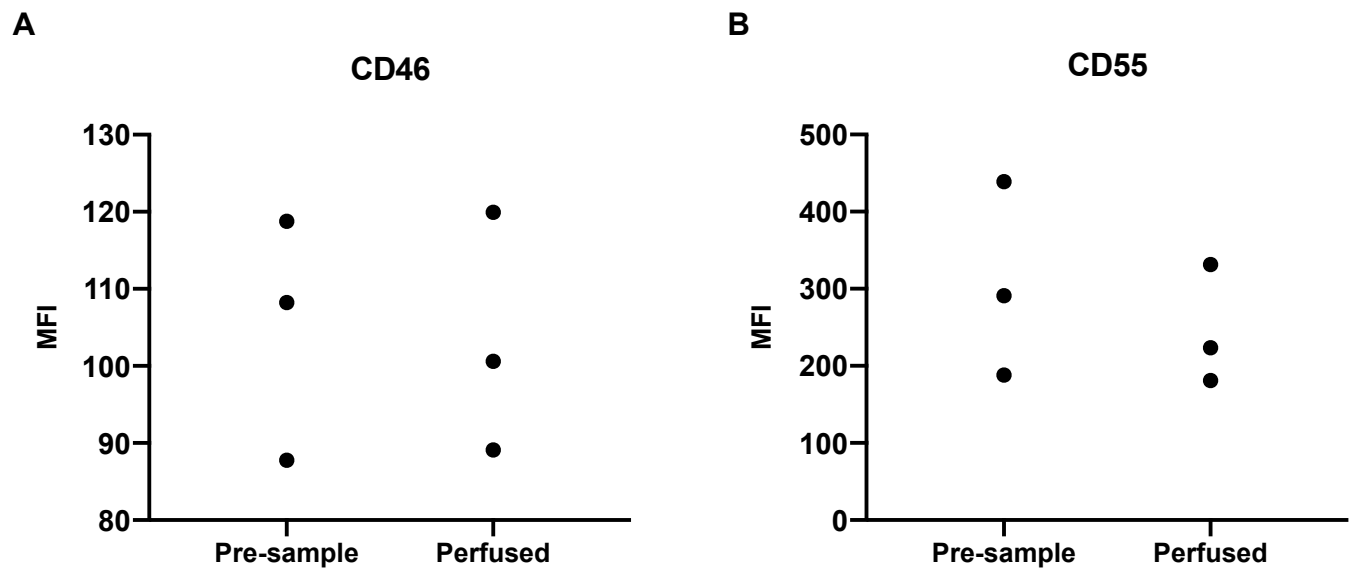 A
CD46
MFI
130
120
110
100
90
80
Pre-sample
Perfused
B
CD55
MFI
500
400
300
200
100
0
Pre-sample
Perfused